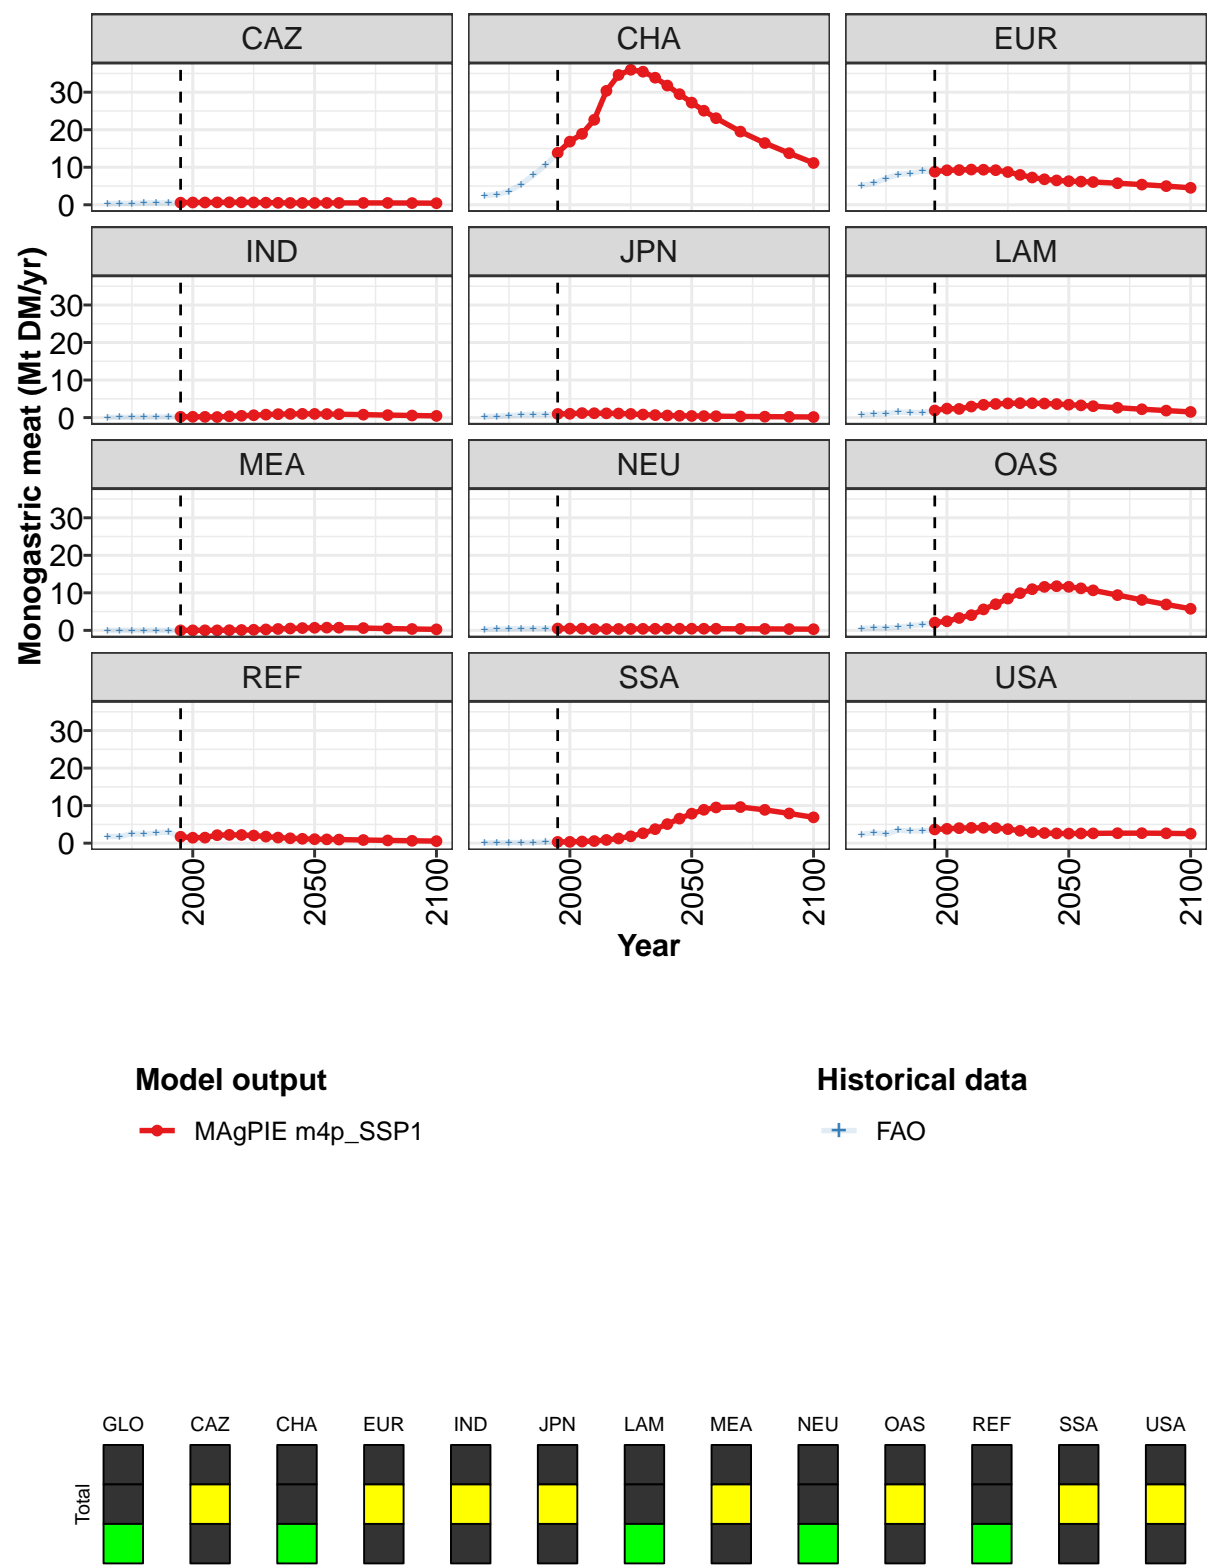 CAZ CHA EUR
30
20
10
0
IND JPN LAM
30
20
10
0
MEA NEU OAS
30
20
10
0
REF SSA USA
30
20
10
0
Monogastric meat (Mt DM/yr)
2000 2050 2100 2000 2050 2100 2000 2050 2100
Year
Model output Historical data
MAgPIE m4p_SSP1 FAO
GLO CAZ CHA EUR IND JPN LAM MEA NEU OAS REF SSA USA
Total